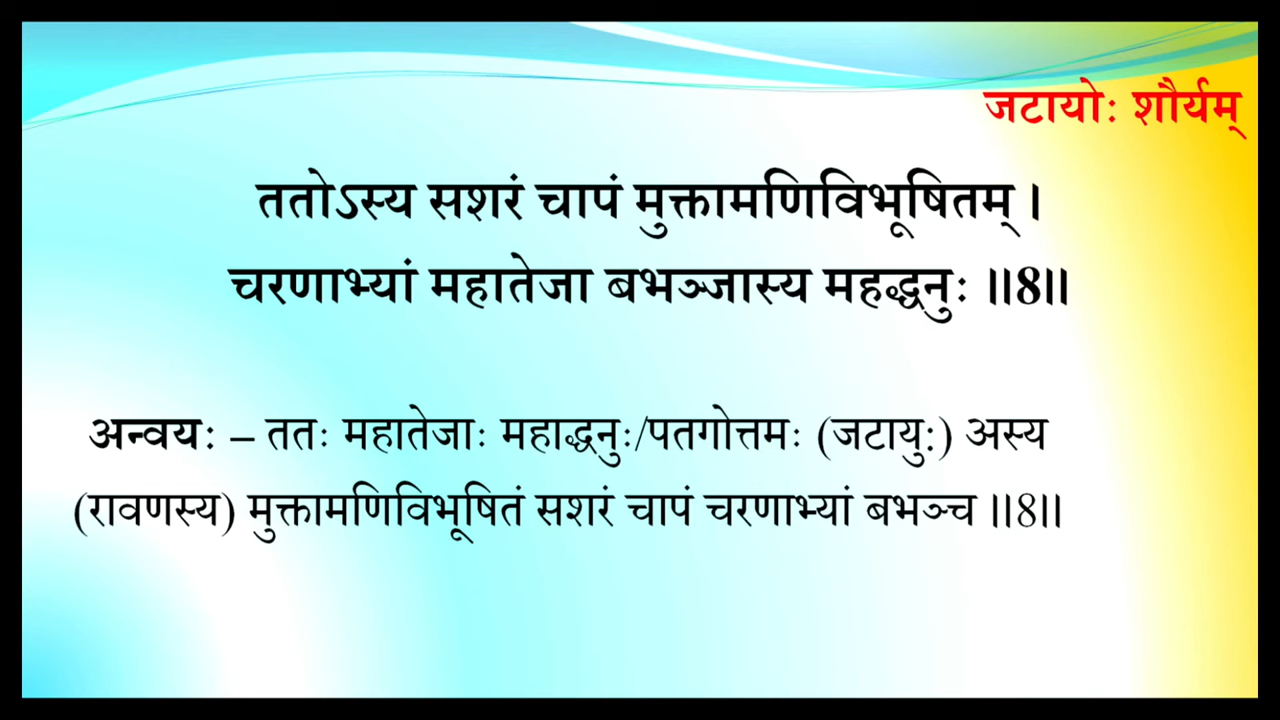 जटायोः शौर्यम्
ततोऽस्य सशरं चापं मुक्तामणिविभूषितम् ।
चरणाभ्यां महातेजा बभञ्जास्य महद्धनुः ॥8॥
अन्वयः – ततः महातेजाः महाद्धनुः/पतगोत्तमः (जटायु:) अस्य
(रावणस्य) मुक्तामणिविभूषितं सशरं चापं चरणाभ्यां बभञ्च ॥8॥